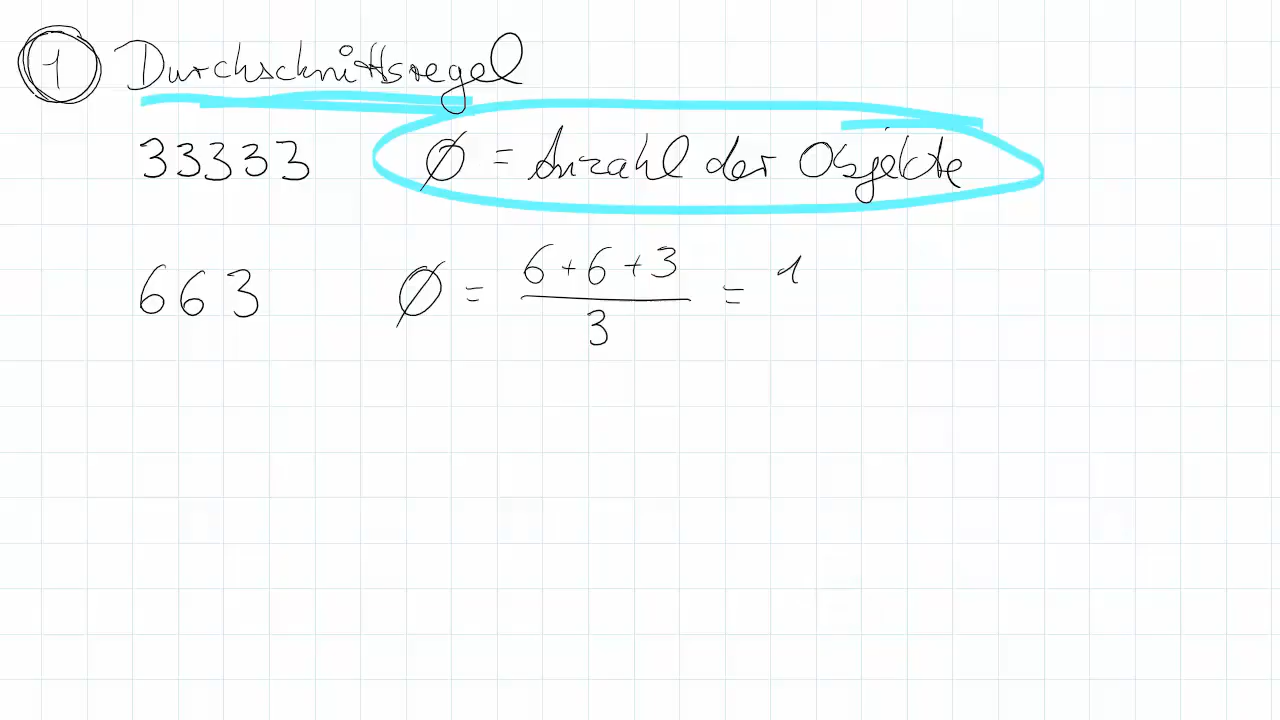 1 Durchschnittsregel
33333 Ø = Anzahl der Objekte
663 Ø = (6+6+3)/3 = 1